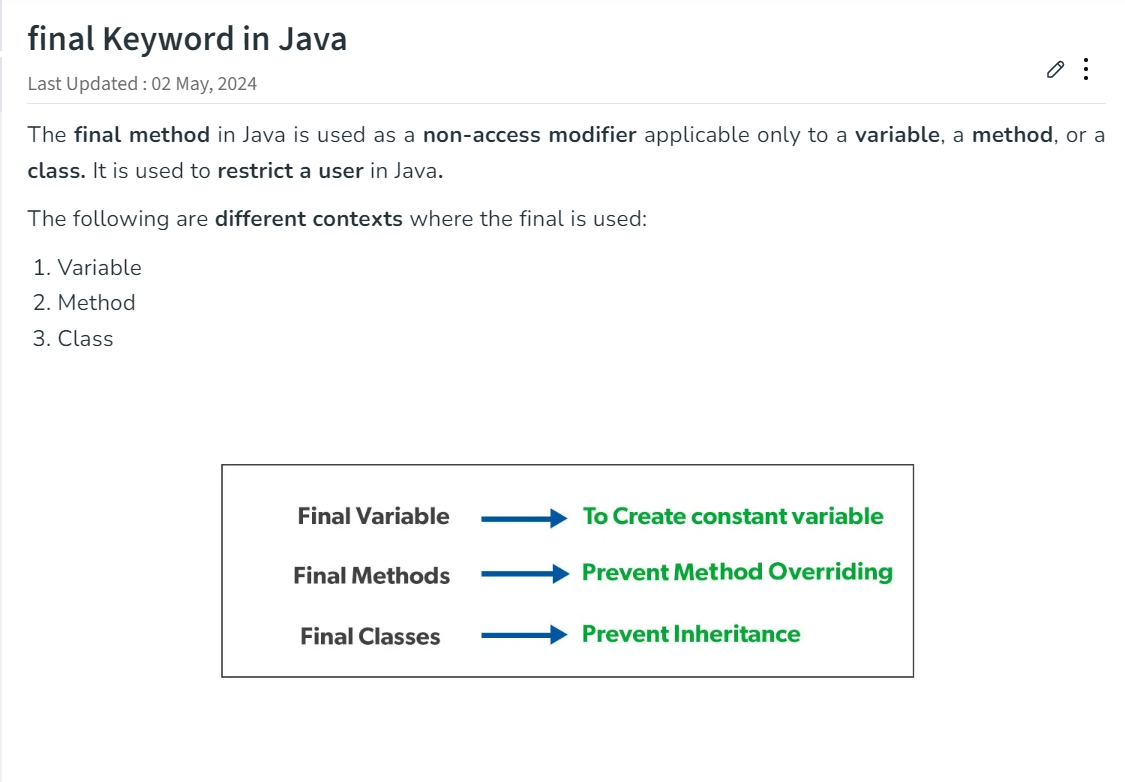 final Keyword in Java
Last Updated : 02 May, 2024
The final method in Java is used as a non-access modifier applicable only to a variable, a method, or a
class. It is used to restrict a user in Java.
The following are different contexts where the final is used:
1. Variable
2. Method
3. Class
Final Variable To Create constant variable
Final Methods Prevent Method Overriding
Final Classes Prevent Inheritance